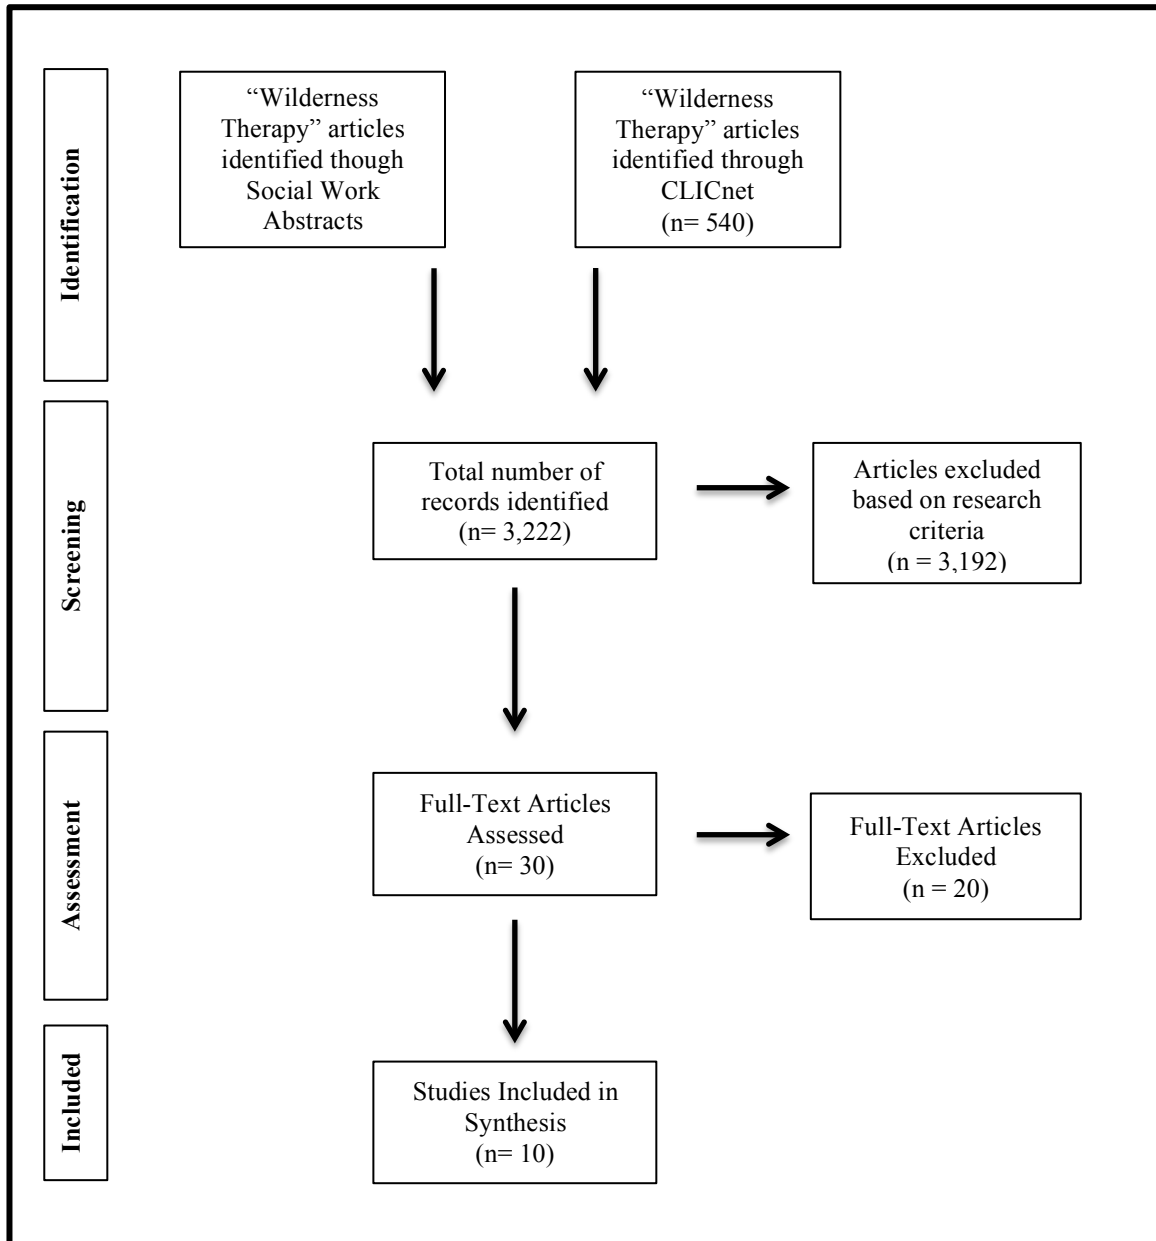 Identification
“Wilderness
Therapy” articles
identified though
Social Work
Abstracts
“Wilderness
Therapy” articles
identified through
CLICnet
(n= 540)
Screening
Total number of
records identified
(n= 3,222)
Articles excluded
based on research
criteria
(n = 3,192)
Assessment
Full-Text Articles
Assessed
(n= 30)
Full-Text Articles
Excluded
(n = 20)
Included
Studies Included in
Synthesis
(n= 10)